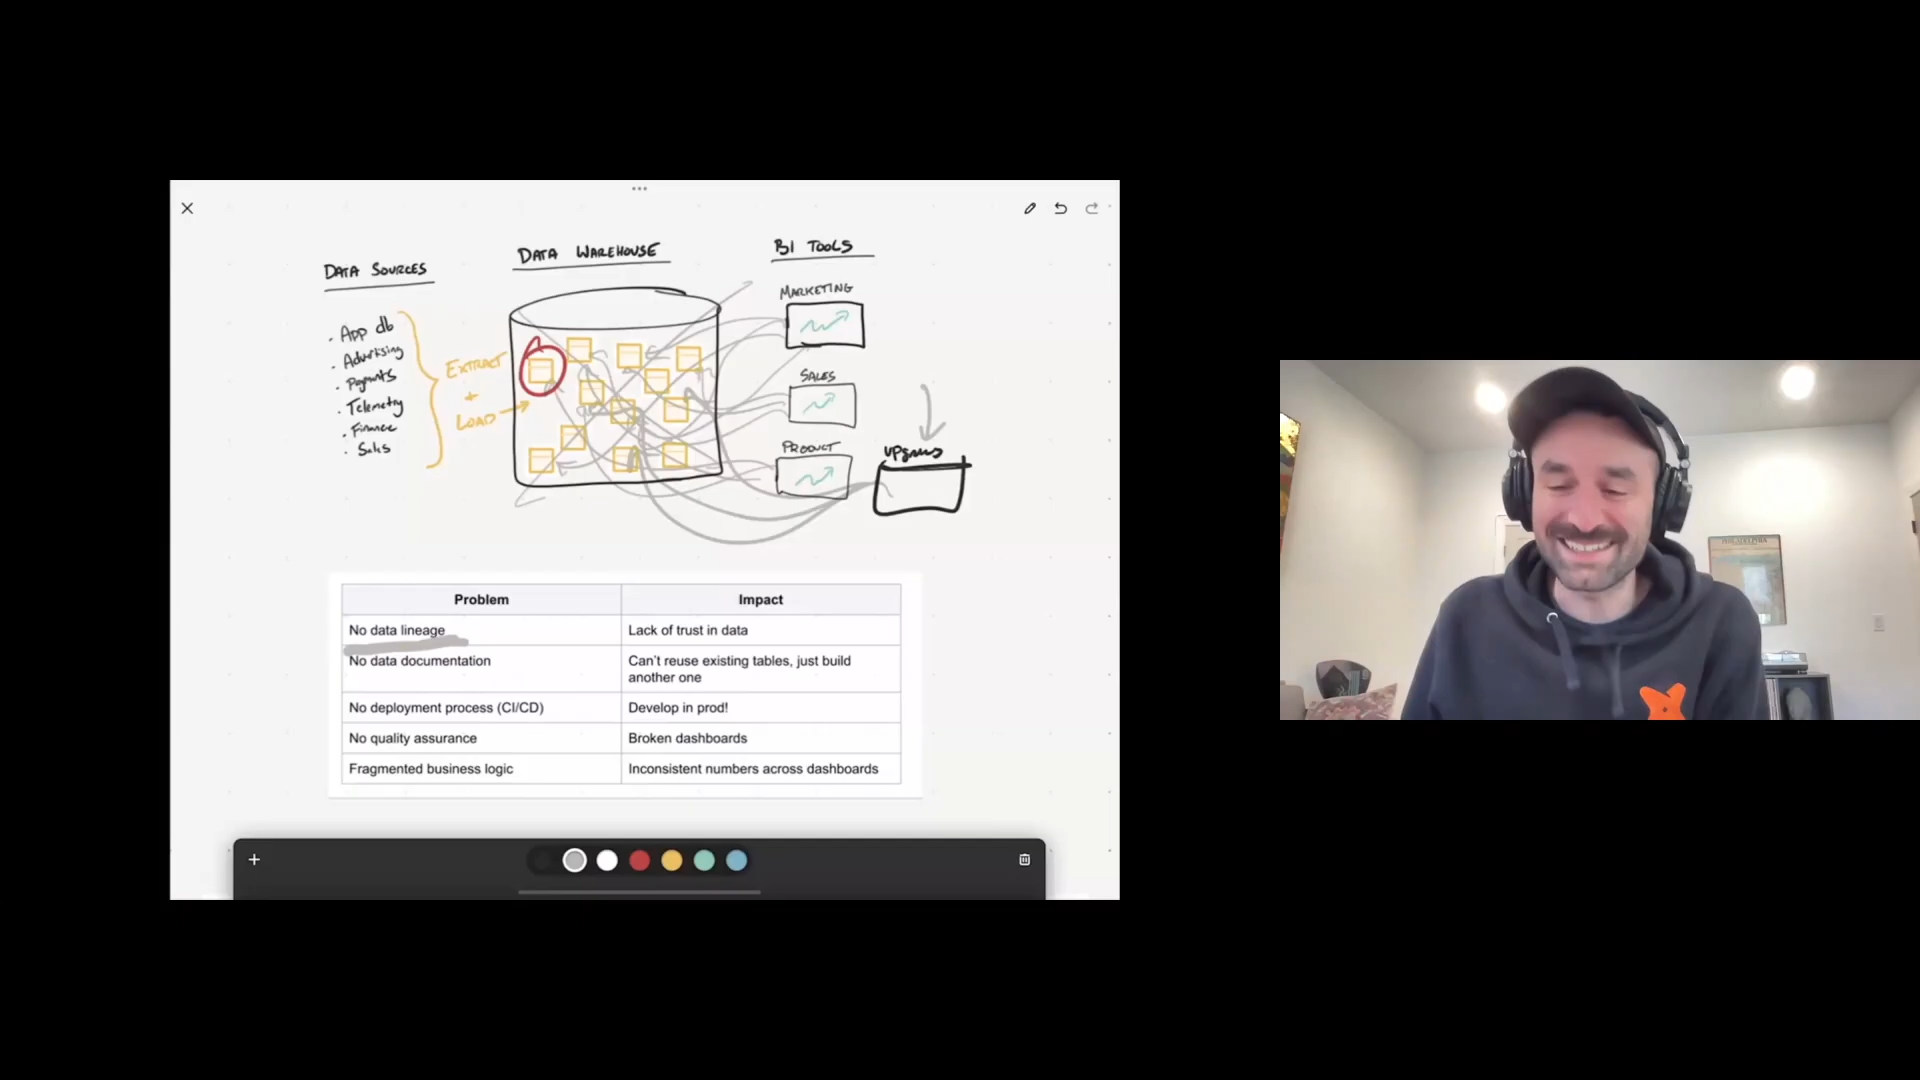 DATA SOURCES
DATA WAREHOUSE
BI TOOLS
· App db
· Advertising
· Payments
· Telemetry
· Finance
· Sales
EXTRACT
+
LOAD
MARKETING
SALES
PRODUCT
Problem Impact
No data lineage Lack of trust in data
No data documentation Can't reuse existing tables, just build
another one
No deployment process (CI/CD) Develop in prod!
No quality assurance Broken dashboards
Fragmented business logic Inconsistent numbers across dashboards
PHILADELPHIA